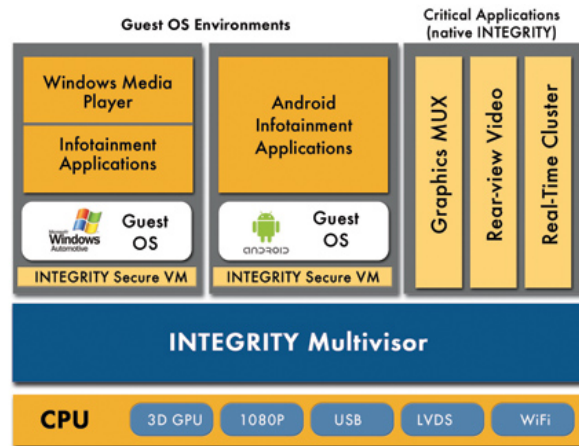 Guest OS Environments
Critical Applications
(native INTEGRITY)
Windows Media
Player
Infotainment
Applications
Microsoft
Windows
Automotive
Guest
OS
INTEGRITY Secure VM
Android
Infotainment
Applications
ANDROID
Guest
OS
INTEGRITY Secure VM
Graphics MUX
Rear-view Video
Real-Time Cluster
INTEGRITY Multivisor
CPU
3D GPU
1080P
USB
LVDS
WiFi